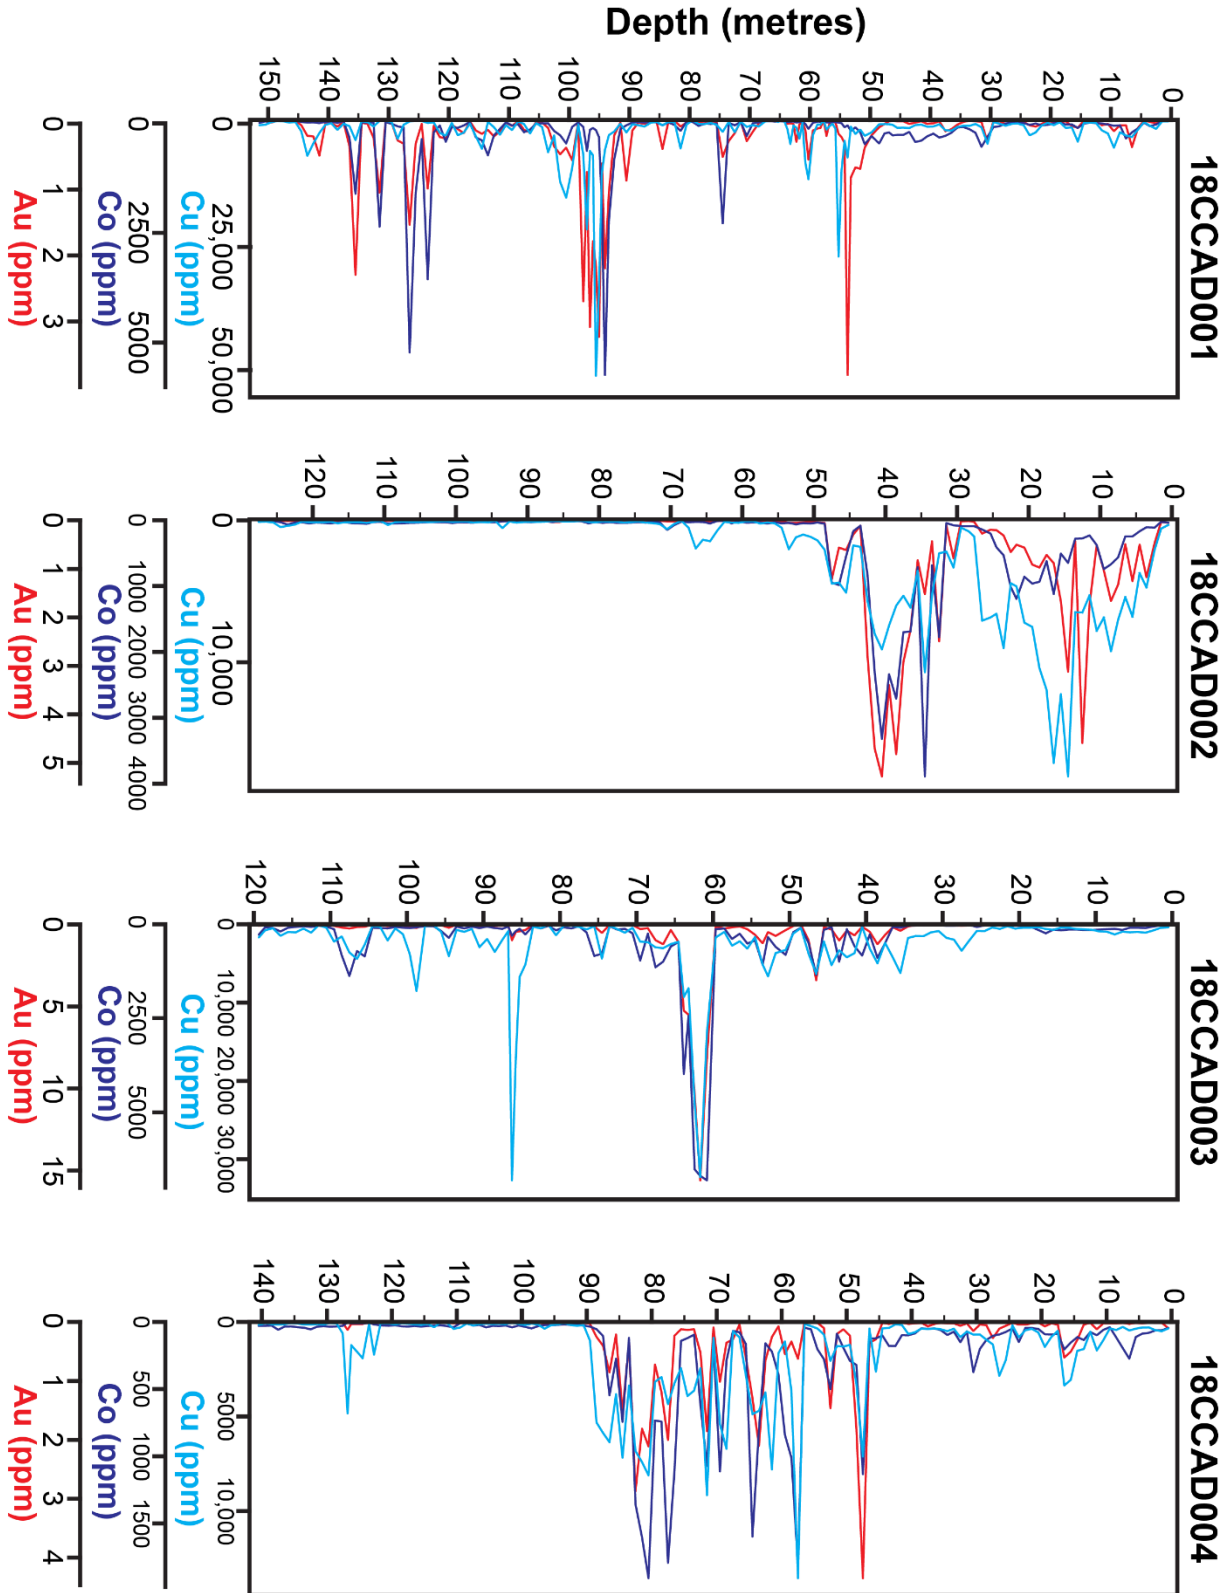 Depth (metres)
18CCAD001
0 10 20 30 40 50 60 70 80 90 100 110 120 130 140 150
0 25,000 50,000
Cu (ppm)
0 2500 5000
Co (ppm)
0 1 2 3
Au (ppm)
18CCAD002
0 10 20 30 40 50 60 70 80 90 100 110 120
0 10,000
Cu (ppm)
0 1000 2000 3000 4000
Co (ppm)
0 1 2 3 4 5
Au (ppm)
18CCAD003
0 10 20 30 40 50 60 70 80 90 100 110 120
0 10,000 20,000 30,000
Cu (ppm)
0 2500 5000
Co (ppm)
0 5 10 15
Au (ppm)
18CCAD004
0 10 20 30 40 50 60 70 80 90 100 110 120 130 140
0 5000 10,000
Cu (ppm)
0 500 1000 1500
Co (ppm)
0 1 2 3 4
Au (ppm)